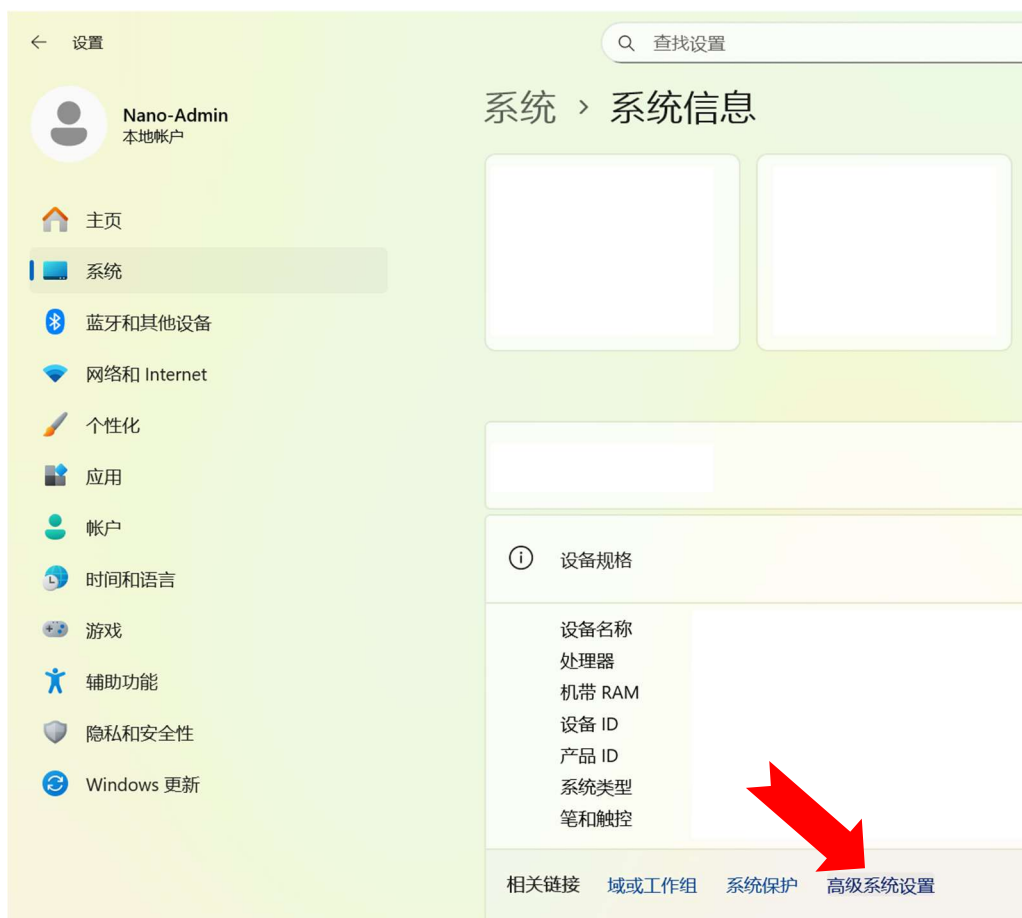 设置
查找设置
Nano-Admin
本地帐户
主页
系统
蓝牙和其他设备
网络和 Internet
个性化
应用
帐户
时间和语言
游戏
辅助功能
隐私和安全性
Windows 更新
系统 › 系统信息
设备规格
设备名称
处理器
机带 RAM
设备 ID
产品 ID
系统类型
笔和触控
相关链接 域或工作组 系统保护 高级系统设置